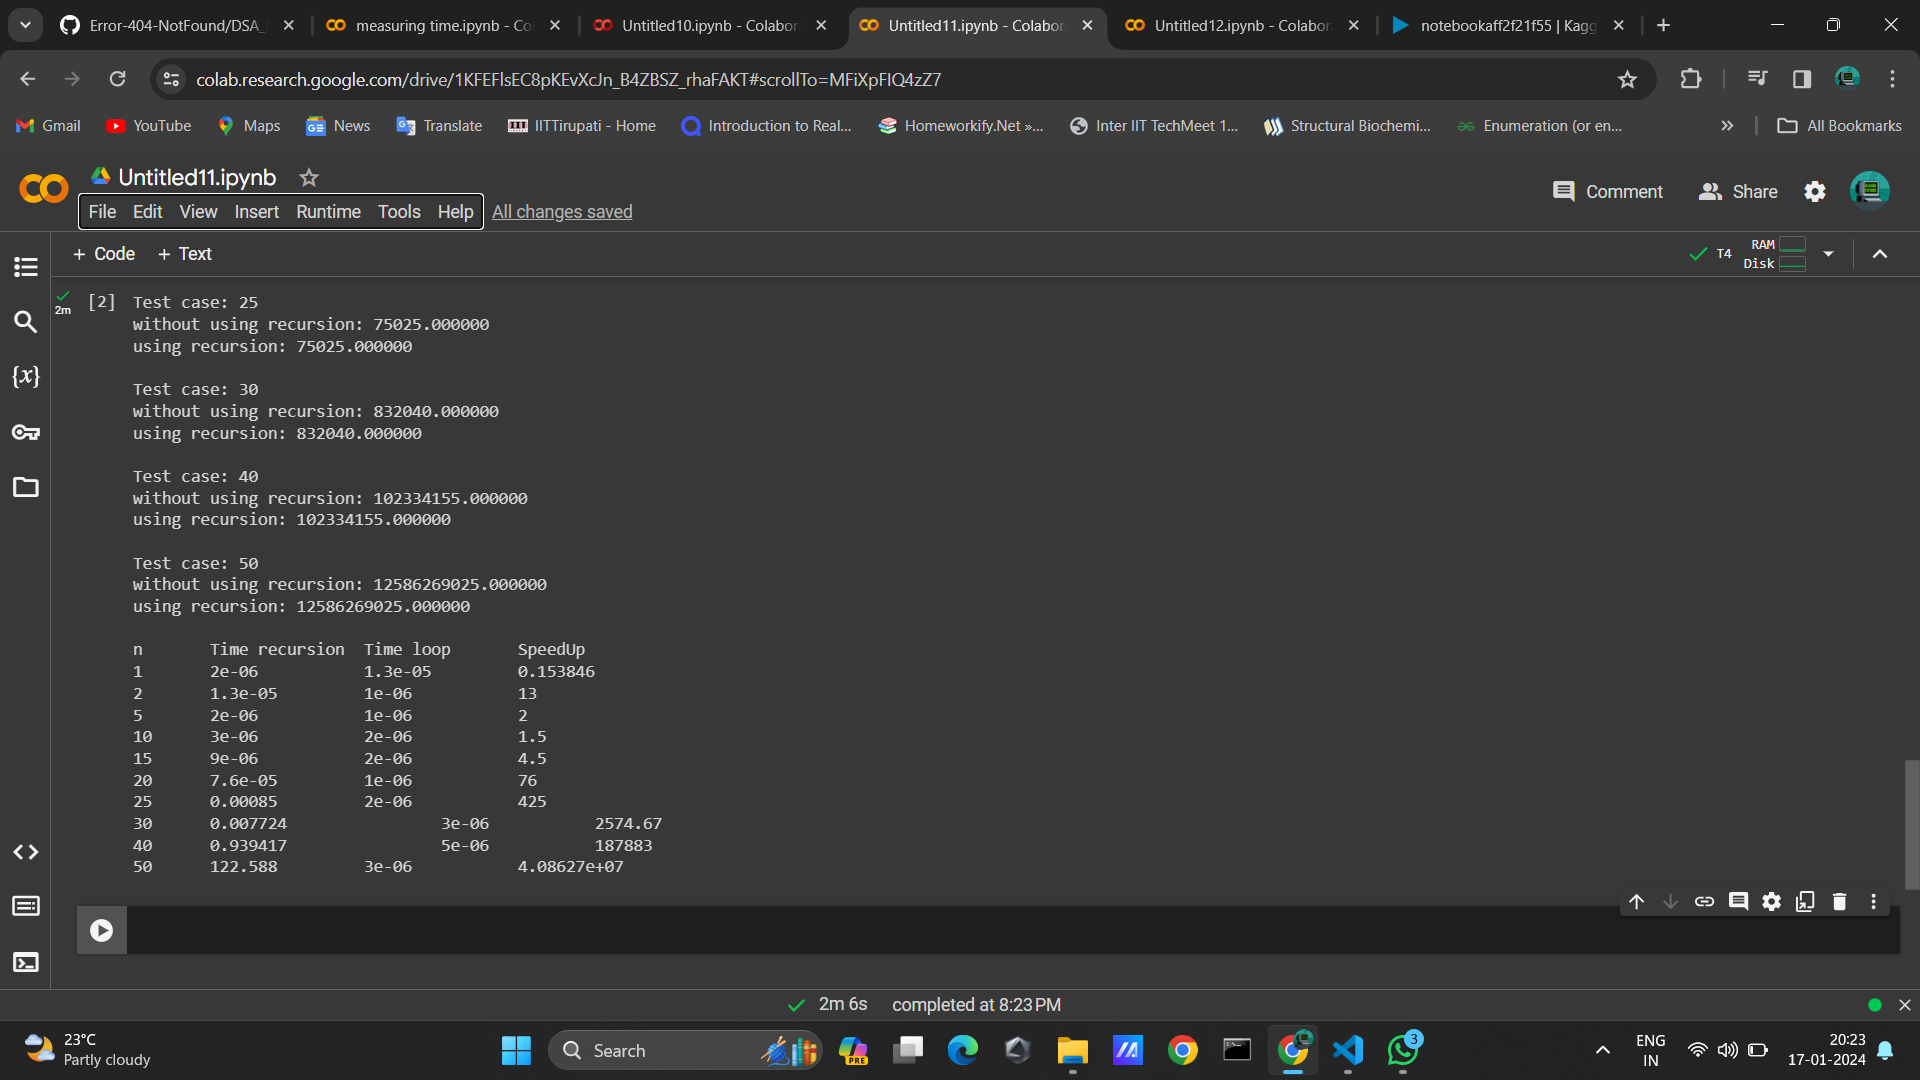 Error-404-NotFound/DSA_
measuring time.ipynb - Co
Untitled10.ipynb - Colabor
Untitled11.ipynb - Colabor
Untitled12.ipynb - Colabor
notebookaff2f21f55 | Kagg
colab.research.google.com/drive/1KFEFlsEC8pKEvXcJn_B4ZBSZ_rhaFAKT#scrollTo=MFiXpFIQ4zZ7
Gmail YouTube Maps News Translate IITTirupati - Home Introduction to Real... Homeworkify.Net »... Inter IIT TechMeet 1... Structural Biochemi... Enumeration (or en... » All Bookmarks
Untitled11.ipynb
File Edit View Insert Runtime Tools Help All changes saved
Comment Share
+ Code + Text
T4 RAM
Disk
2m
[2] Test case: 25
without using recursion: 75025.000000
using recursion: 75025.000000
Test case: 30
without using recursion: 832040.000000
using recursion: 832040.000000
Test case: 40
without using recursion: 102334155.000000
using recursion: 102334155.000000
Test case: 50
without using recursion: 12586269025.000000
using recursion: 12586269025.000000
n Time recursion Time loop SpeedUp
1 2e-06 1.3e-05 0.153846
2 1.3e-05 1e-06 13
5 2e-06 1e-06 2
10 3e-06 2e-06 1.5
15 9e-06 2e-06 4.5
20 7.6e-05 1e-06 76
25 0.00085 2e-06 425
30 0.007724 3e-06 2574.67
40 0.939417 5e-06 187883
50 122.588 3e-06 4.08627e+07
2m 6s completed at 8:23 PM
23°C
Partly cloudy
Search
PRE
3
ENG
IN
20:23
17-01-2024